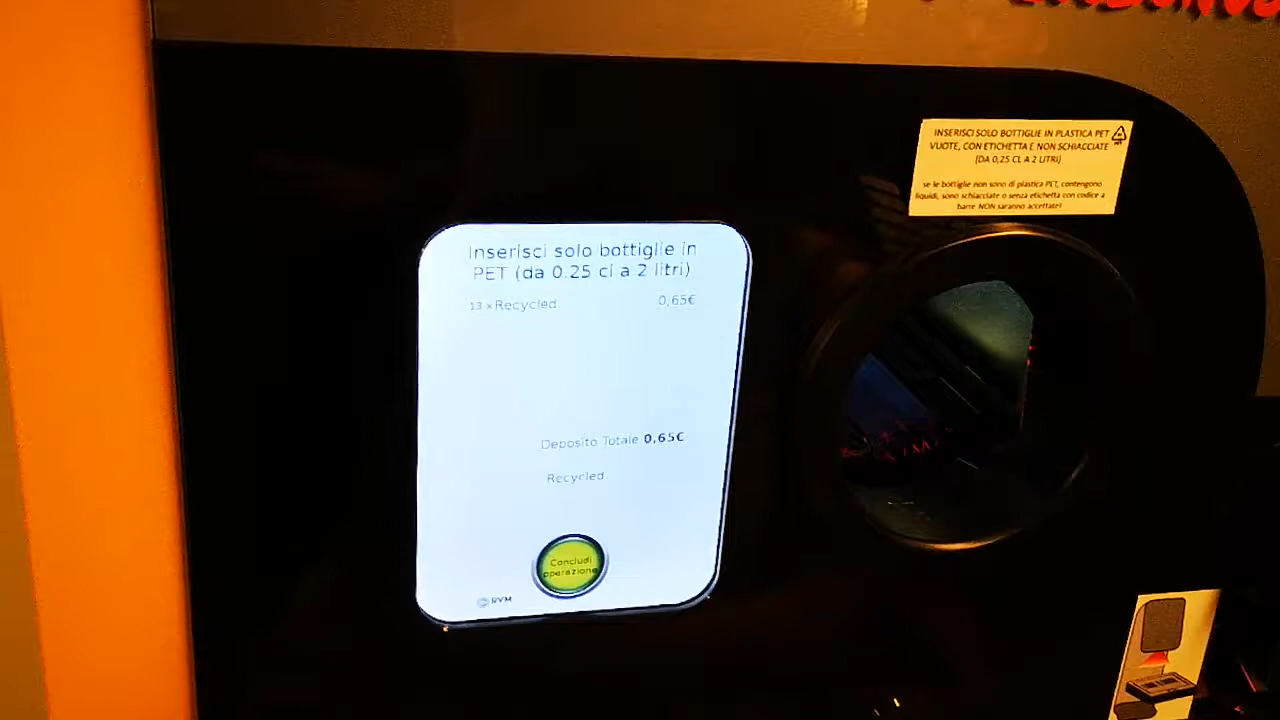 INSERISCI SOLO BOTTIGLIE IN PLASTICA PET
VUOTE, CON ETICHETTA E NON SCHIACCIATE
(DA 0,25 CL A 2 LITRI)
se le bottiglie non sono di plastica PET, contengono
liquidi, sono schiacciate o senza etichetta con codice a
barre NON saranno accettate!
Inserisci solo bottiglie in
PET (da 0.25 cl a 2 litri)
13 x Recycled 0,65€
Deposito Totale 0,65€
Recycled
Concludi
operazione
RVM